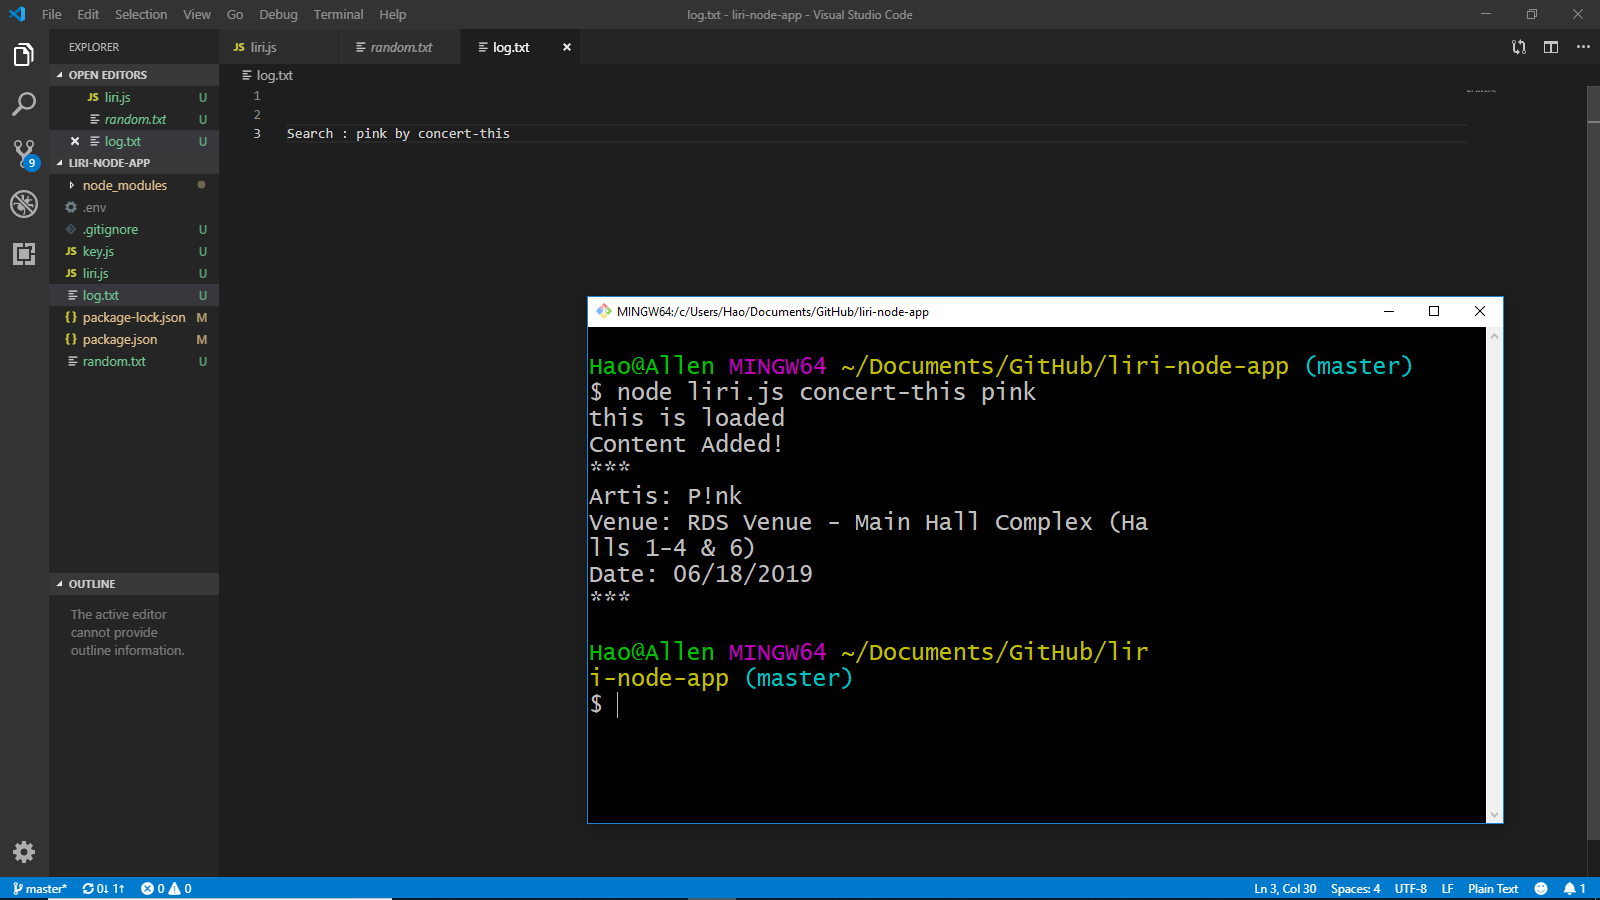 File Edit Selection View Go Debug Terminal Help
log.txt - liri-node-app - Visual Studio Code
EXPLORER
OPEN EDITORS
JS liri.js U
random.txt U
log.txt U
LIRI-NODE-APP
node_modules
.env
.gitignore U
JS key.js U
JS liri.js U
log.txt U
{} package-lock.json M
{} package.json M
random.txt U
OUTLINE
The active editor
cannot provide
outline information.
9
JS liri.js
random.txt
log.txt
log.txt
1
2
3 Search : pink by concert-this
MINGW64:/c/Users/Hao/Documents/GitHub/liri-node-app
Hao@Allen MINGW64 ~/Documents/GitHub/liri-node-app (master)
$ node liri.js concert-this pink
this is loaded
Content Added!
***
Artis: P!nk
Venue: RDS Venue - Main Hall Complex (Ha
lls 1-4 & 6)
Date: 06/18/2019
***
Hao@Allen MINGW64 ~/Documents/GitHub/lir
i-node-app (master)
$
master* 0↓ 1↑ 0 0
Ln 3, Col 30 Spaces: 4 UTF-8 LF Plain Text 1